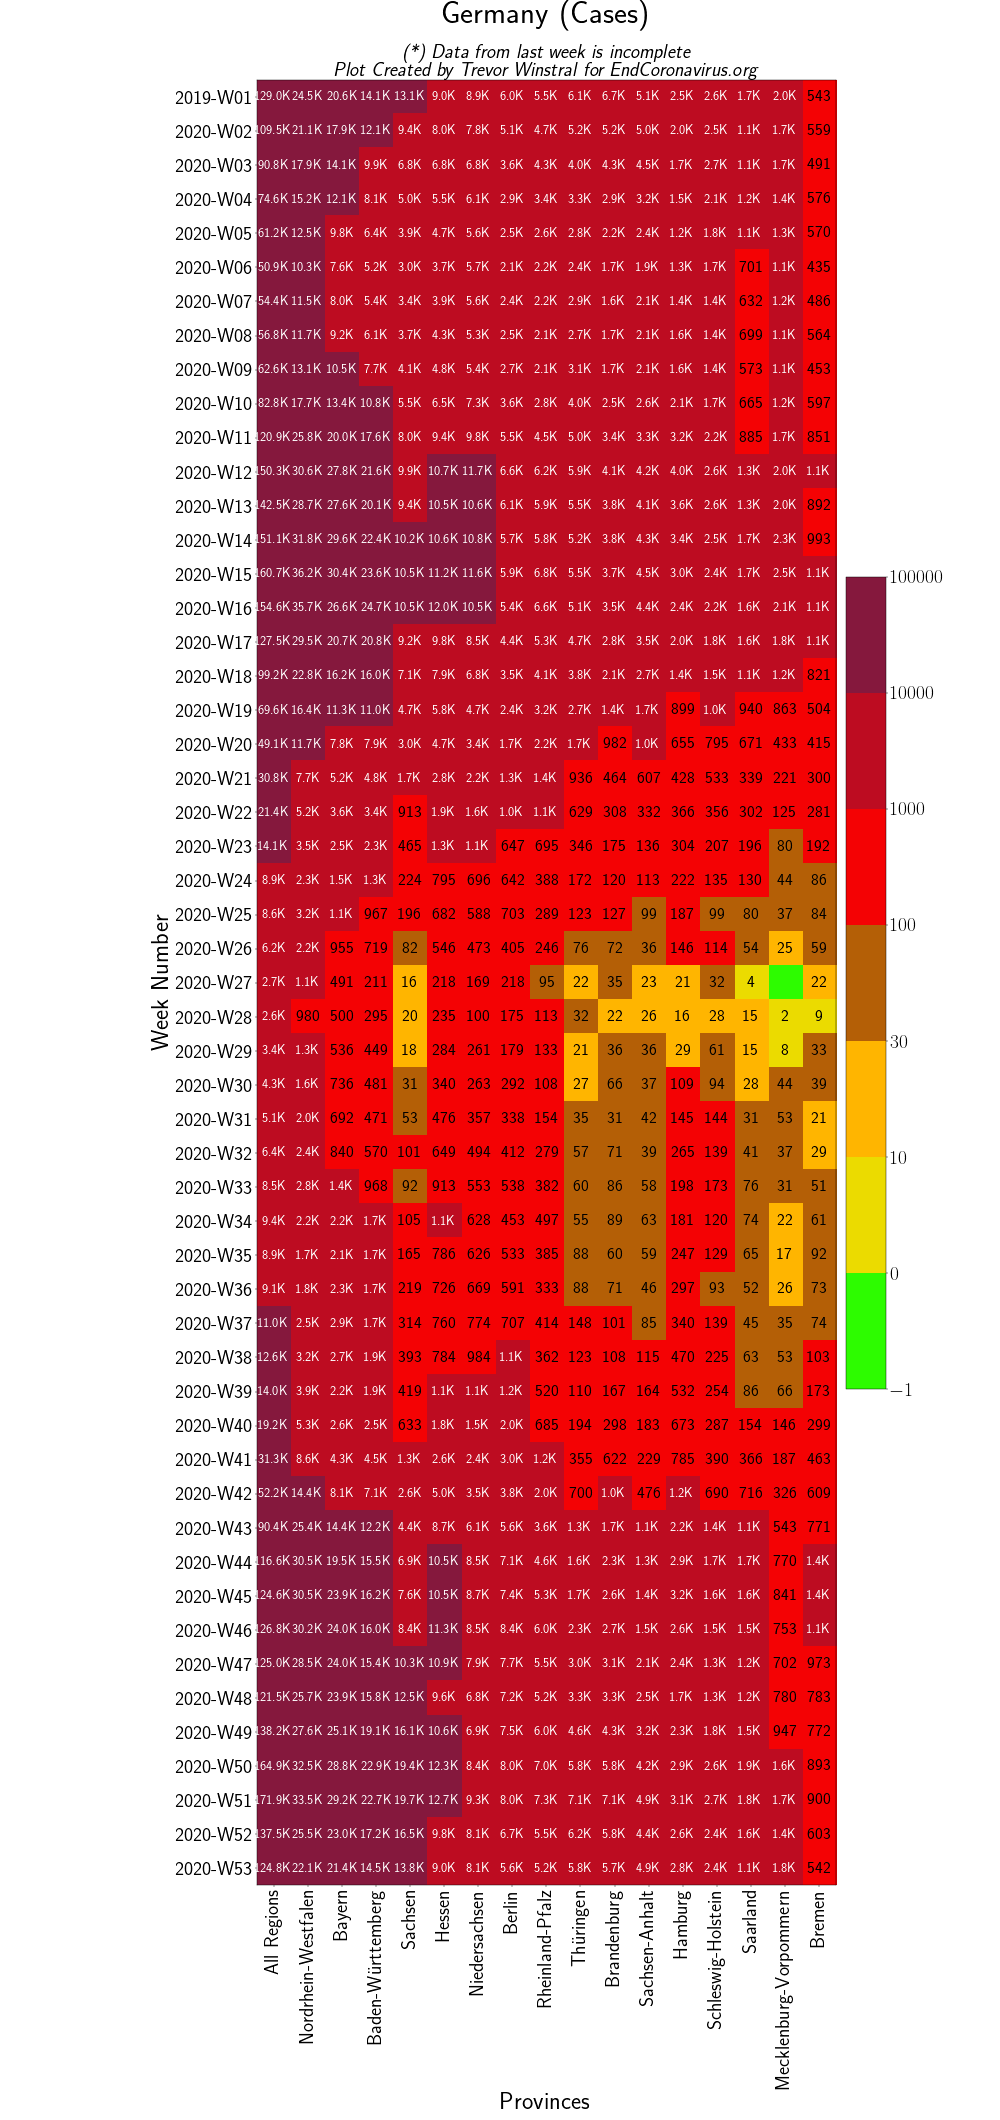 Germany (Cases)
(*) Data from last week is incomplete
Plot Created by Trevor Winstral for EndCoronavirus.org
2019-W01 129.0K 24.5K 20.6K 14.1K 13.1K 9.0K 8.9K 6.0K 5.5K 6.1K 6.7K 5.1K 2.5K 2.6K 1.7K 2.0K 543
2020-W02 109.5K 21.1K 17.9K 12.1K 9.4K 8.0K 7.8K 5.1K 4.7K 5.2K 5.2K 5.0K 2.0K 2.5K 1.1K 1.7K 559
2020-W03 90.8K 17.9K 14.1K 9.9K 6.8K 6.8K 6.8K 3.6K 4.3K 4.0K 4.3K 4.5K 1.7K 2.7K 1.1K 1.7K 491
2020-W04 74.6K 15.2K 12.1K 8.1K 5.0K 5.5K 6.1K 2.9K 3.4K 3.3K 2.9K 3.2K 1.5K 2.1K 1.2K 1.4K 576
2020-W05 61.2K 12.5K 9.8K 6.4K 3.9K 4.7K 5.6K 2.5K 2.6K 2.8K 2.2K 2.4K 1.2K 1.8K 1.1K 1.3K 570
2020-W06 50.9K 10.3K 7.6K 5.2K 3.0K 3.7K 5.7K 2.1K 2.2K 2.4K 1.7K 1.9K 1.3K 1.7K 701 1.1K 435
2020-W07 54.4K 11.5K 8.0K 5.4K 3.4K 3.9K 5.6K 2.4K 2.2K 2.9K 1.6K 2.1K 1.4K 1.4K 632 1.2K 486
2020-W08 56.8K 11.7K 9.2K 6.1K 3.7K 4.3K 5.3K 2.5K 2.1K 2.7K 1.7K 2.1K 1.6K 1.4K 699 1.1K 564
2020-W09 62.6K 13.1K 10.5K 7.7K 4.1K 4.8K 5.4K 2.7K 2.1K 3.1K 1.7K 2.1K 1.6K 1.4K 573 1.1K 453
2020-W10 82.8K 17.7K 13.4K 10.8K 5.5K 6.5K 7.3K 3.6K 2.8K 4.0K 2.5K 2.6K 2.1K 1.7K 665 1.2K 597
2020-W11 120.9K 25.8K 20.0K 17.6K 8.0K 9.4K 9.8K 5.5K 4.5K 5.0K 3.4K 3.3K 3.2K 2.2K 885 1.7K 851
2020-W12 150.3K 30.6K 27.8K 21.6K 9.9K 10.7K 11.7K 6.6K 6.2K 5.9K 4.1K 4.2K 4.0K 2.6K 1.3K 2.0K 1.1K
2020-W13 142.5K 28.7K 27.6K 20.1K 9.4K 10.5K 10.6K 6.1K 5.9K 5.5K 3.8K 4.1K 3.6K 2.6K 1.3K 2.0K 892
2020-W14 151.1K 31.8K 29.6K 22.4K 10.2K 10.6K 10.8K 5.7K 5.8K 5.2K 3.8K 4.3K 3.4K 2.5K 1.7K 2.3K 993
2020-W15 160.7K 36.2K 30.4K 23.6K 10.5K 11.2K 11.6K 5.9K 6.8K 5.5K 3.7K 4.5K 3.0K 2.4K 1.7K 2.5K 1.1K
2020-W16 154.6K 35.7K 26.6K 24.7K 10.5K 12.0K 10.5K 5.4K 6.6K 5.1K 3.5K 4.4K 2.4K 2.2K 1.6K 2.1K 1.1K
2020-W17 127.5K 29.5K 20.7K 20.8K 9.2K 9.8K 8.5K 4.4K 5.3K 4.7K 2.8K 3.5K 2.0K 1.8K 1.6K 1.8K 1.1K
2020-W18 99.2K 22.8K 16.2K 16.0K 7.1K 7.9K 6.8K 3.5K 4.1K 3.8K 2.1K 2.7K 1.4K 1.5K 1.1K 1.2K 821
2020-W19 69.6K 16.4K 11.3K 11.0K 4.7K 5.8K 4.7K 2.4K 3.2K 2.7K 1.4K 1.7K 899 1.0K 940 863 504
2020-W20 49.1K 11.7K 7.8K 7.9K 3.0K 4.7K 3.4K 1.7K 2.2K 1.7K 982 1.0K 655 795 671 433 415
2020-W21 30.8K 7.7K 5.2K 4.8K 1.7K 2.8K 2.2K 1.3K 1.4K 936 464 607 428 533 339 221 300
2020-W22 21.4K 5.2K 3.6K 3.4K 913 1.9K 1.6K 1.0K 1.1K 629 308 332 366 356 302 125 281
2020-W23 14.1K 3.5K 2.5K 2.3K 465 1.3K 1.1K 647 695 346 175 136 304 207 196 80 192
2020-W24 8.9K 2.3K 1.5K 1.3K 224 795 696 642 388 172 120 113 222 135 130 44 86
2020-W25 8.6K 3.2K 1.1K 967 196 682 588 703 289 123 127 99 187 99 80 37 84
2020-W26 6.2K 2.2K 955 719 82 546 473 405 246 76 72 36 146 114 54 25 59
2020-W27 2.7K 1.1K 491 211 16 218 169 218 95 22 35 23 21 32 4 22
2020-W28 2.6K 980 500 295 20 235 100 175 113 32 22 26 16 28 15 2 9
2020-W29 3.4K 1.3K 536 449 18 284 261 179 133 21 36 36 29 61 15 8 33
2020-W30 4.3K 1.6K 736 481 31 340 263 292 108 27 66 37 109 94 28 44 39
2020-W31 5.1K 2.0K 692 471 53 476 357 338 154 35 31 42 145 144 31 53 21
2020-W32 6.4K 2.4K 840 570 101 649 494 412 279 57 71 39 265 139 41 37 29
2020-W33 8.5K 2.8K 1.4K 968 92 913 553 538 382 60 86 58 198 173 76 31 51
2020-W34 9.4K 2.2K 2.2K 1.7K 105 1.1K 628 453 497 55 89 63 181 120 74 22 61
2020-W35 8.9K 1.7K 2.1K 1.7K 165 786 626 533 385 88 60 59 247 129 65 17 92
2020-W36 9.1K 1.8K 2.3K 1.7K 219 726 669 591 333 88 71 46 297 93 52 26 73
2020-W37 11.0K 2.5K 2.9K 1.7K 314 760 774 707 414 148 101 85 340 139 45 35 74
2020-W38 12.6K 3.2K 2.7K 1.9K 393 784 984 1.1K 362 123 108 115 470 225 63 53 103
2020-W39 14.0K 3.9K 2.2K 1.9K 419 1.1K 1.1K 1.2K 520 110 167 164 532 254 86 66 173
2020-W40 19.2K 5.3K 2.6K 2.5K 633 1.8K 1.5K 2.0K 685 194 298 183 673 287 154 146 299
2020-W41 31.3K 8.6K 4.3K 4.5K 1.3K 2.6K 2.4K 3.0K 1.2K 355 622 229 785 390 366 187 463
2020-W42 52.2K 14.4K 8.1K 7.1K 2.6K 5.0K 3.5K 3.8K 2.0K 700 1.0K 476 1.2K 690 716 326 609
2020-W43 90.4K 25.4K 14.4K 12.2K 4.4K 8.7K 6.1K 5.6K 3.6K 1.3K 1.7K 1.1K 2.2K 1.4K 1.1K 543 771
2020-W44 116.6K 30.5K 19.5K 15.5K 6.9K 10.5K 8.5K 7.1K 4.6K 1.6K 2.3K 1.3K 2.9K 1.7K 1.7K 770 1.4K
2020-W45 124.6K 30.5K 23.9K 16.2K 7.6K 10.5K 8.7K 7.4K 5.3K 1.7K 2.6K 1.4K 3.2K 1.6K 1.6K 841 1.4K
2020-W46 126.8K 30.2K 24.0K 16.0K 8.4K 11.3K 8.5K 8.4K 6.0K 2.3K 2.7K 1.5K 2.6K 1.5K 1.5K 753 1.1K
2020-W47 125.0K 28.5K 24.0K 15.4K 10.3K 10.9K 7.9K 7.7K 5.5K 3.0K 3.1K 2.1K 2.4K 1.3K 1.2K 702 973
2020-W48 121.5K 25.7K 23.9K 15.8K 12.5K 9.6K 6.8K 7.2K 5.2K 3.3K 3.3K 2.5K 1.7K 1.3K 1.2K 780 783
2020-W49 138.2K 27.6K 25.1K 19.1K 16.1K 10.6K 6.9K 7.5K 6.0K 4.6K 4.3K 3.2K 2.3K 1.8K 1.5K 947 772
2020-W50 164.9K 32.5K 28.8K 22.9K 19.4K 12.3K 8.4K 8.0K 7.0K 5.8K 5.8K 4.2K 2.9K 2.6K 1.9K 1.6K 893
2020-W51 171.9K 33.5K 29.2K 22.7K 19.7K 12.7K 9.3K 8.0K 7.3K 7.1K 7.1K 4.9K 3.1K 2.7K 1.8K 1.7K 900
2020-W52 137.5K 25.5K 23.0K 17.2K 16.5K 9.8K 8.1K 6.7K 5.5K 6.2K 5.8K 4.4K 2.6K 2.4K 1.6K 1.4K 603
2020-W53 124.8K 22.1K 21.4K 14.5K 13.8K 9.0K 8.1K 5.6K 5.2K 5.8K 5.7K 4.9K 2.8K 2.4K 1.1K 1.8K 542
Week Number
All Regions
Nordrhein-Westfalen
Bayern
Baden-Württemberg
Sachsen
Hessen
Niedersachsen
Berlin
Rheinland-Pfalz
Thüringen
Brandenburg
Sachsen-Anhalt
Hamburg
Schleswig-Holstein
Saarland
Mecklenburg-Vorpommern
Bremen
Provinces
100000
10000
1000
100
30
10
0
−1